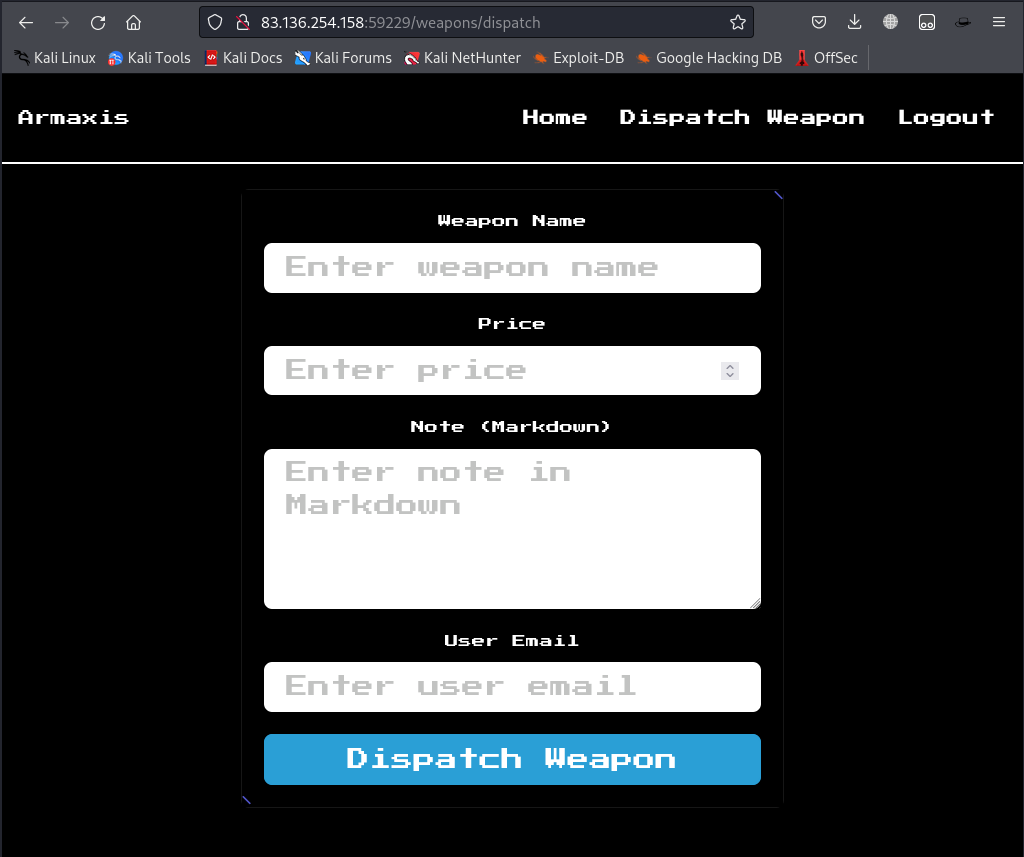 83.136.254.158:59229/weapons/dispatch
Kali Linux Kali Tools Kali Docs Kali Forums Kali NetHunter Exploit-DB Google Hacking DB OffSec
Armaxis Home Dispatch Weapon Logout
Weapon Name
Enter weapon name
Price
Enter price
Note (Markdown)
Enter note in
Markdown
User Email
Enter user email
Dispatch Weapon